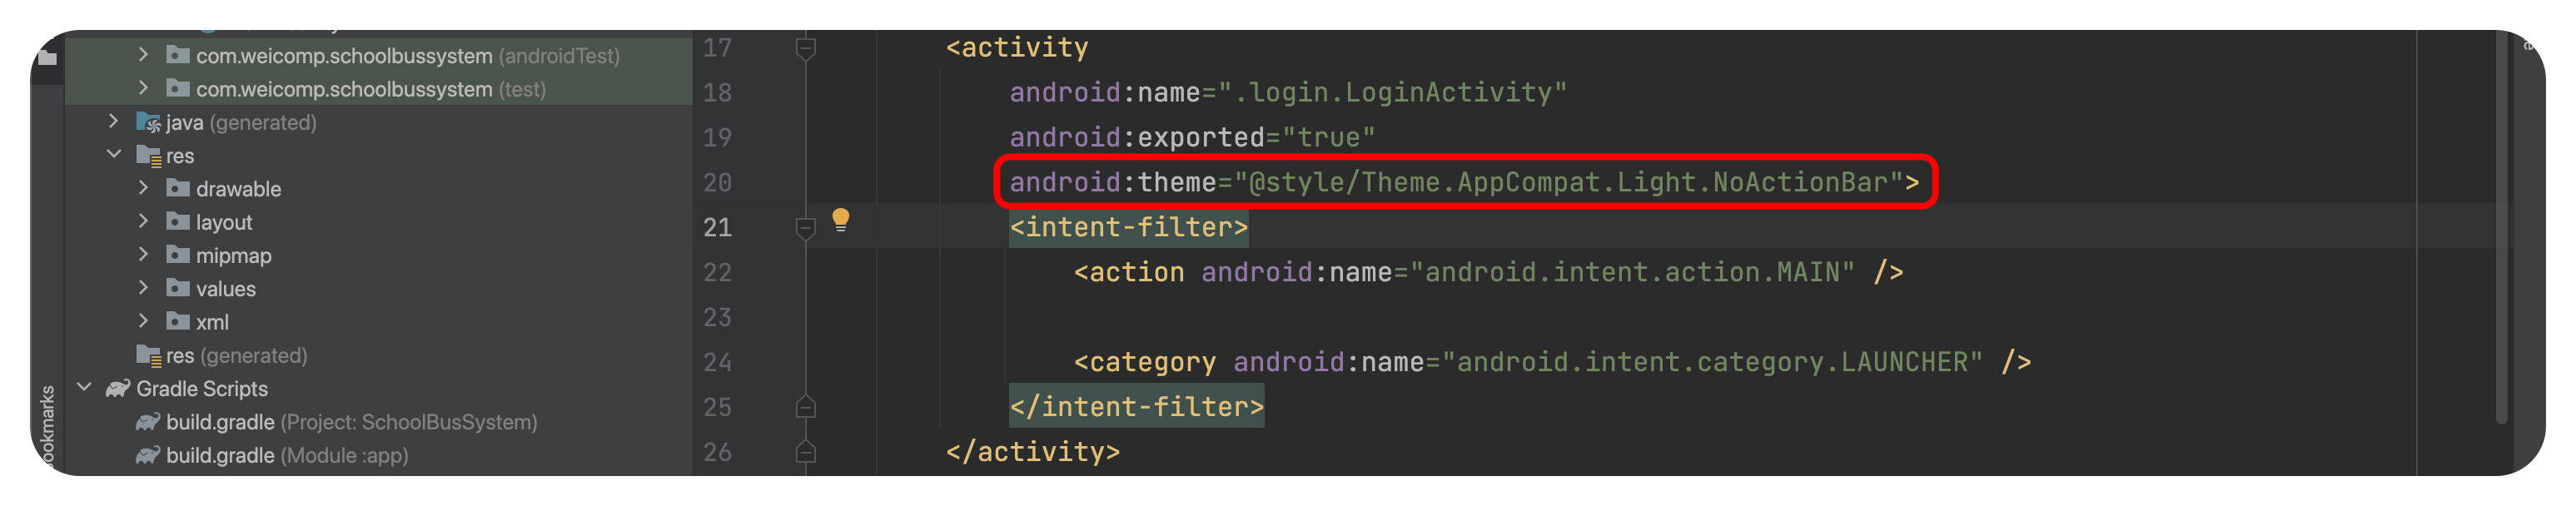 com.weicomp.schoolbussystem (androidTest)
com.weicomp.schoolbussystem (test)
java (generated)
res
drawable
layout
mipmap
values
xml
res (generated)
Gradle Scripts
build.gradle (Project: SchoolBusSystem)
build.gradle (Module :app)
17 <activity
18 android:name=".login.LoginActivity"
19 android:exported="true"
20 android:theme="@style/Theme.AppCompat.Light.NoActionBar">
21 <intent-filter>
22 <action android:name="android.intent.action.MAIN" />
23
24 <category android:name="android.intent.category.LAUNCHER" />
25 </intent-filter>
26 </activity>